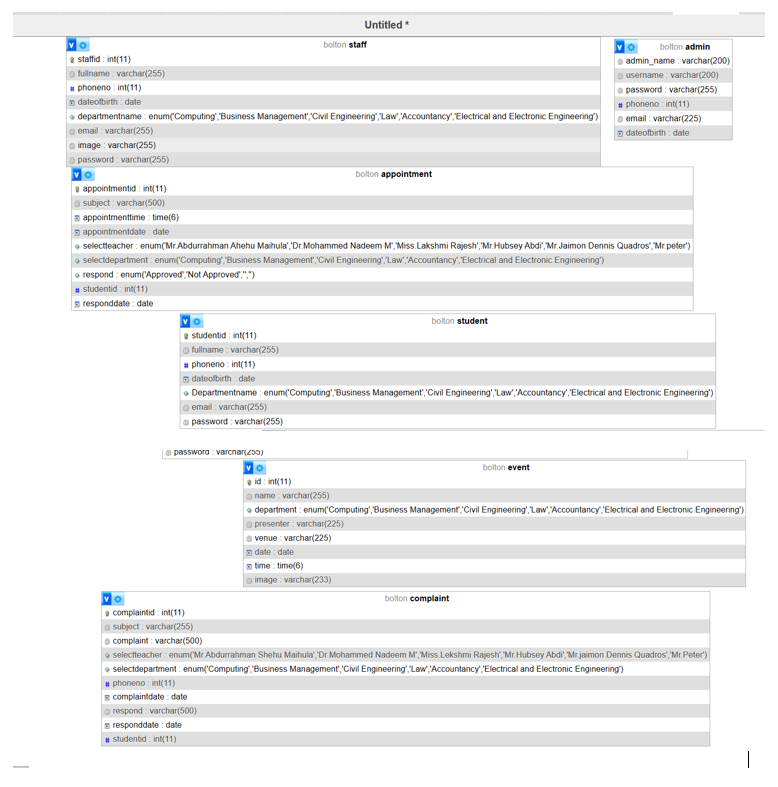 Untitled *
v bolton staff
staffid : int(11)
fullname : varchar(255)
# phoneno : int(11)
dateofbirth : date
departmentname : enum('Computing','Business Management','Civil Engineering','Law','Accountancy','Electrical and Electronic Engineering')
email : varchar(255)
image : varchar(255)
password : varchar(255)
v bolton admin
admin_name : varchar(200)
username : varchar(200)
password : varchar(255)
# phoneno : int(11)
email : varchar(225)
dateofbirth : date
v bolton appointment
appointmentid : int(11)
subject : varchar(500)
appointmenttime : time(6)
appointmentdate : date
selectteacher : enum('Mr.Abdurrahman Ahehu Maihula','Dr.Mohammed Nadeem M','Miss.Lakshmi Rajesh','Mr.Hubsey Abdi','Mr.Jaimon Dennis Quadros','Mr.peter')
selectdepartment : enum('Computing','Business Management','Civil Engineering','Law','Accountancy','Electrical and Electronic Engineering')
respond : enum('Approved','Not Approved','','')
# studentid : int(11)
responddate : date
v bolton student
studentid : int(11)
fullname : varchar(255)
# phoneno : int(11)
dateofbirth : date
Departmentname : enum('Computing','Business Management','Civil Engineering','Law','Accountancy','Electrical and Electronic Engineering')
email : varchar(255)
password : varchar(255)
password : varchar(255)
v bolton event
id : int(11)
name : varchar(255)
department : enum('Computing','Business Management','Civil Engineering','Law','Accountancy','Electrical and Electronic Engineering')
presenter : varchar(225)
venue : varchar(225)
date : date
time : time(6)
image : varchar(233)
v bolton complaint
complaintid : int(11)
subject : varchar(255)
complaint : varchar(500)
selectteacher : enum('Mr.Abdurrahman Shehu Maihula','Dr.Mohammed Nadeem M','Miss.Lekshmi Rajesh','Mr.Hubsey Abdi','Mr.jaimon Dennis Quadros','Mr.Peter')
selectdepartment : enum('Computing','Business Management','Civil Engineering','Law','Accountancy','Electrical and Electronic Engineering')
# phoneno : int(11)
complaintdate : date
respond : varchar(500)
responddate : date
# studentid : int(11)